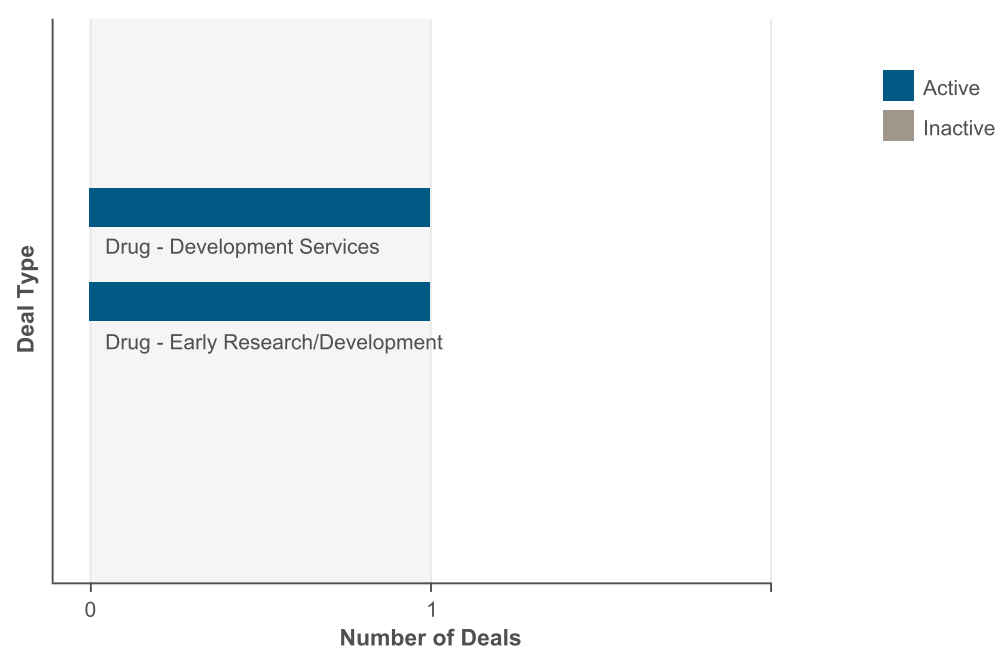 Active
Inactive
Drug - Development Services
Drug - Early Research/Development
Deal Type
0
1
Number of Deals